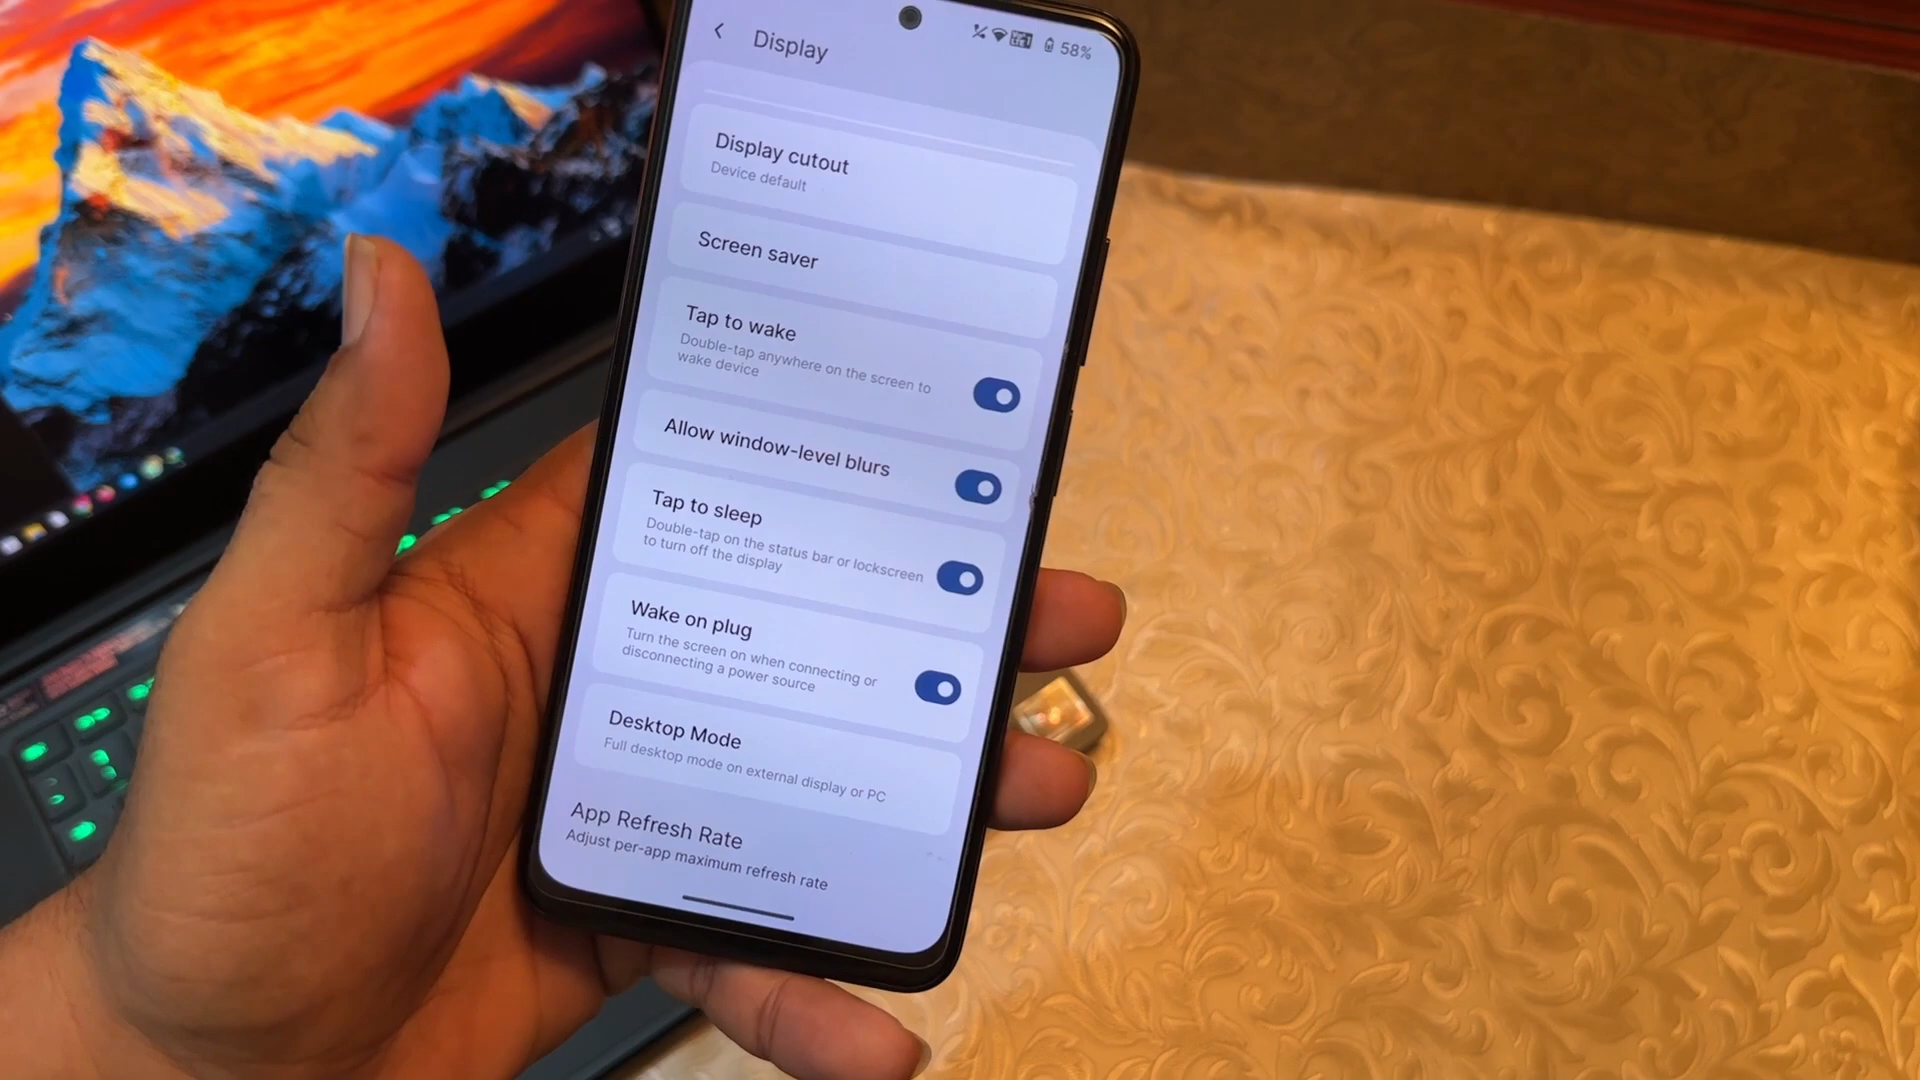 Display
58%
Display cutout
Device default
Screen saver
Tap to wake
Double-tap anywhere on the screen to
wake device
Allow window-level blurs
Tap to sleep
Double-tap on the status bar or lockscreen
to turn off the display
Wake on plug
Turn the screen on when connecting or
disconnecting a power source
Desktop Mode
Full desktop mode on external display or PC
App Refresh Rate
Adjust per-app maximum refresh rate